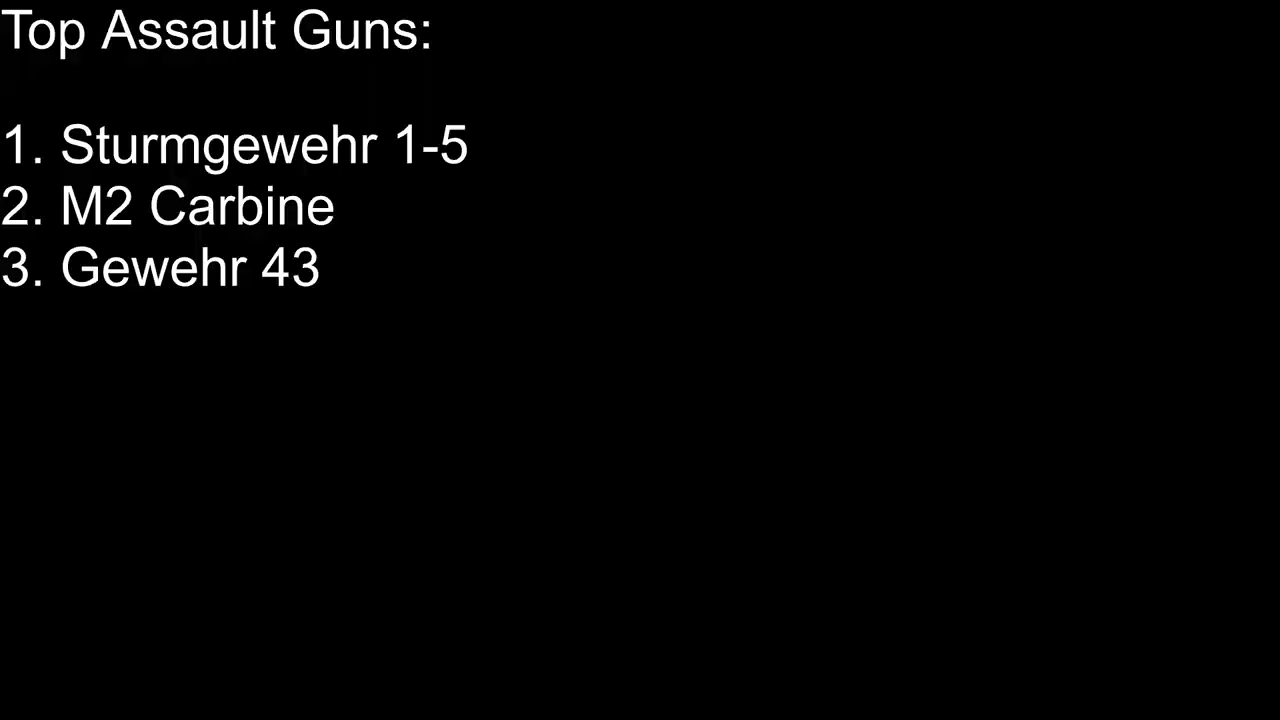 Top Assault Guns:
1. Sturmgewehr 1-5
2. M2 Carbine
3. Gewehr 43